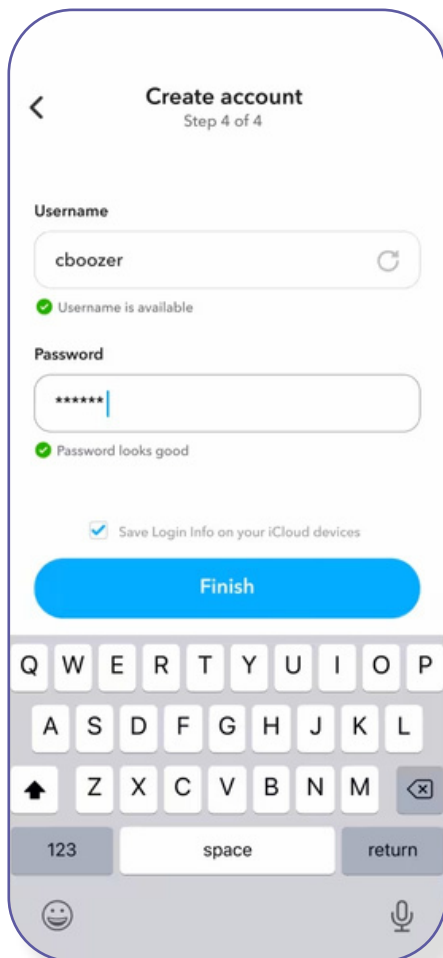 Create account
Step 4 of 4
Username
cboozer
Username is available
Password
******
Password looks good
Save Login Info on your iCloud devices
Finish
Q W E R T Y U I O P
A S D F G H J K L
Z X C V B N M
123 space return